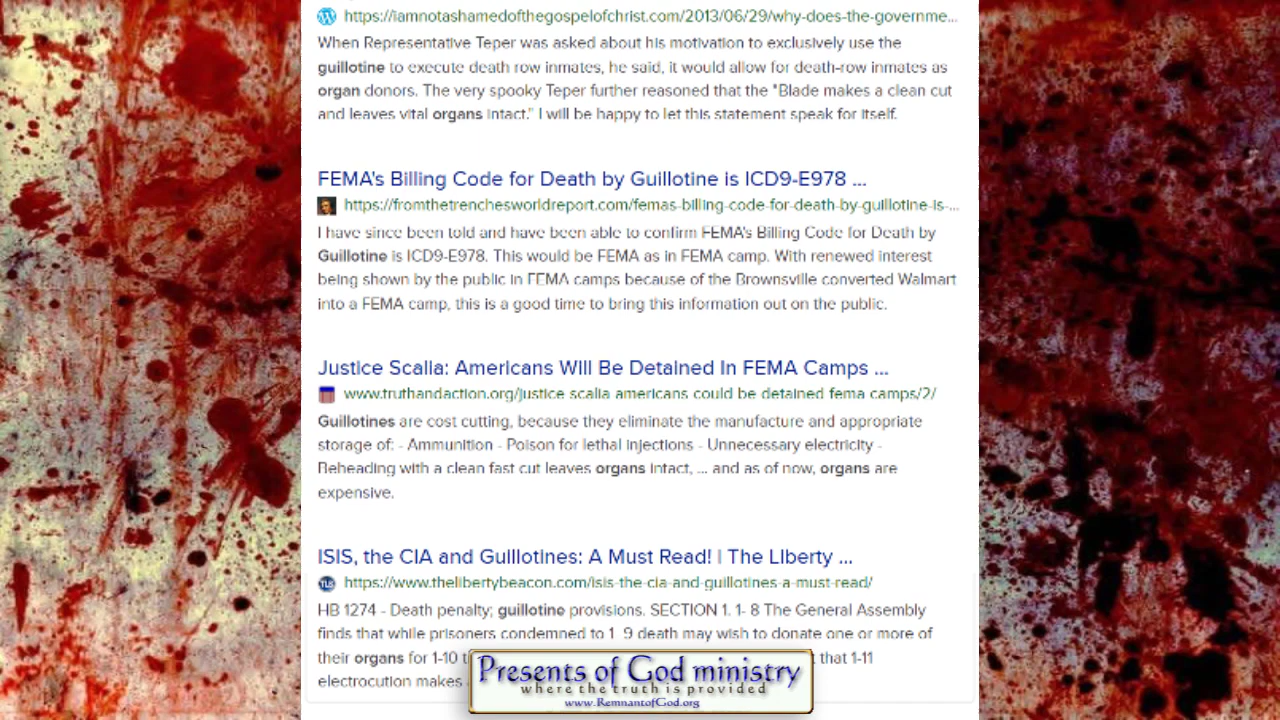 https://iamnotashamedofthegospelofchrist.com/2013/06/29/why-does-the-governme...
When Representative Teper was asked about his motivation to exclusively use the
guillotine to execute death row inmates, he said, it would allow for death-row inmates as
organ donors. The very spooky Teper further reasoned that the "Blade makes a clean cut
and leaves vital organs intact." I will be happy to let this statement speak for itself.
FEMA's Billing Code for Death by Guillotine is ICD9-E978 ...
https://fromthetrenchesworldreport.com/femas-billing-code-for-death-by-guillotine-is-...
I have since been told and have been able to confirm FEMA's Billing Code for Death by
Guillotine is ICD9-E978. This would be FEMA as in FEMA camp. With renewed interest
being shown by the public in FEMA camps because of the Brownsville converted Walmart
into a FEMA camp, this is a good time to bring this information out on the public.
Justice Scalia: Americans Will Be Detained In FEMA Camps ...
www.truthandaction.org/justice scalia americans could be detained fema camps/2/
Guillotines are cost cutting, because they eliminate the manufacture and appropriate
storage of: - Ammunition - Poison for lethal injections - Unnecessary electricity -
Beheading with a clean fast cut leaves organs intact, ... and as of now, organs are
expensive.
ISIS, the CIA and Guillotines: A Must Read! | The Liberty ...
TLB https://www.thelibertybeacon.com/isis-the-cia-and-guillotines-a-must-read/
HB 1274 - Death penalty; guillotine provisions. SECTION 1. 1- 8 The General Assembly
finds that while prisoners condemned to 1 9 death may wish to donate one or more of
their organs for 1-10 that 1-11
electrocution makes
Presents of God ministry
where the truth is provided
www.RemnantofGod.org